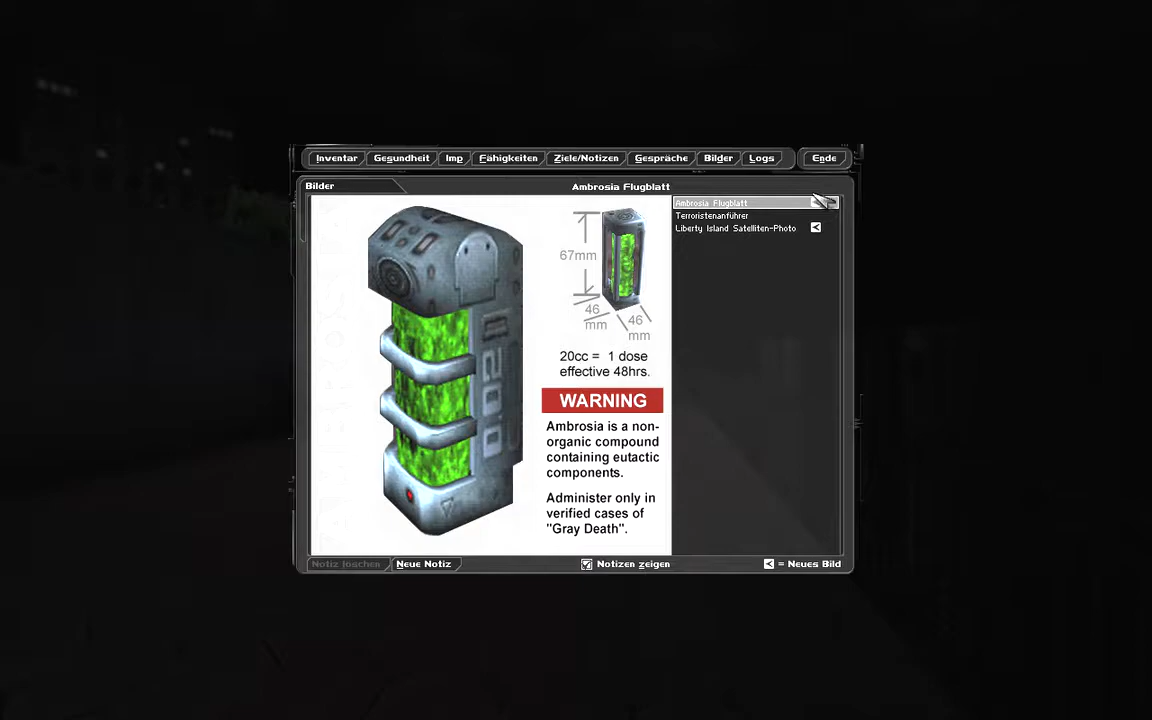 Inventar Gesundheit Imp Fähigkeiten Ziele/Notizen Gespräche Bilder Logs Ende
Bilder Ambrosia Flugblatt
Ambrosia Flugblatt
Terroristenanführer
Liberty Island Satelliten-Photo
67mm
46
mm
46
mm
20cc = 1 dose
effective 48hrs.
WARNING
Ambrosia is a non-
organic compound
containing eutactic
components.
Administer only in
verified cases of
"Gray Death".
Notiz löschen Neue Notiz Notizen zeigen = Neues Bild